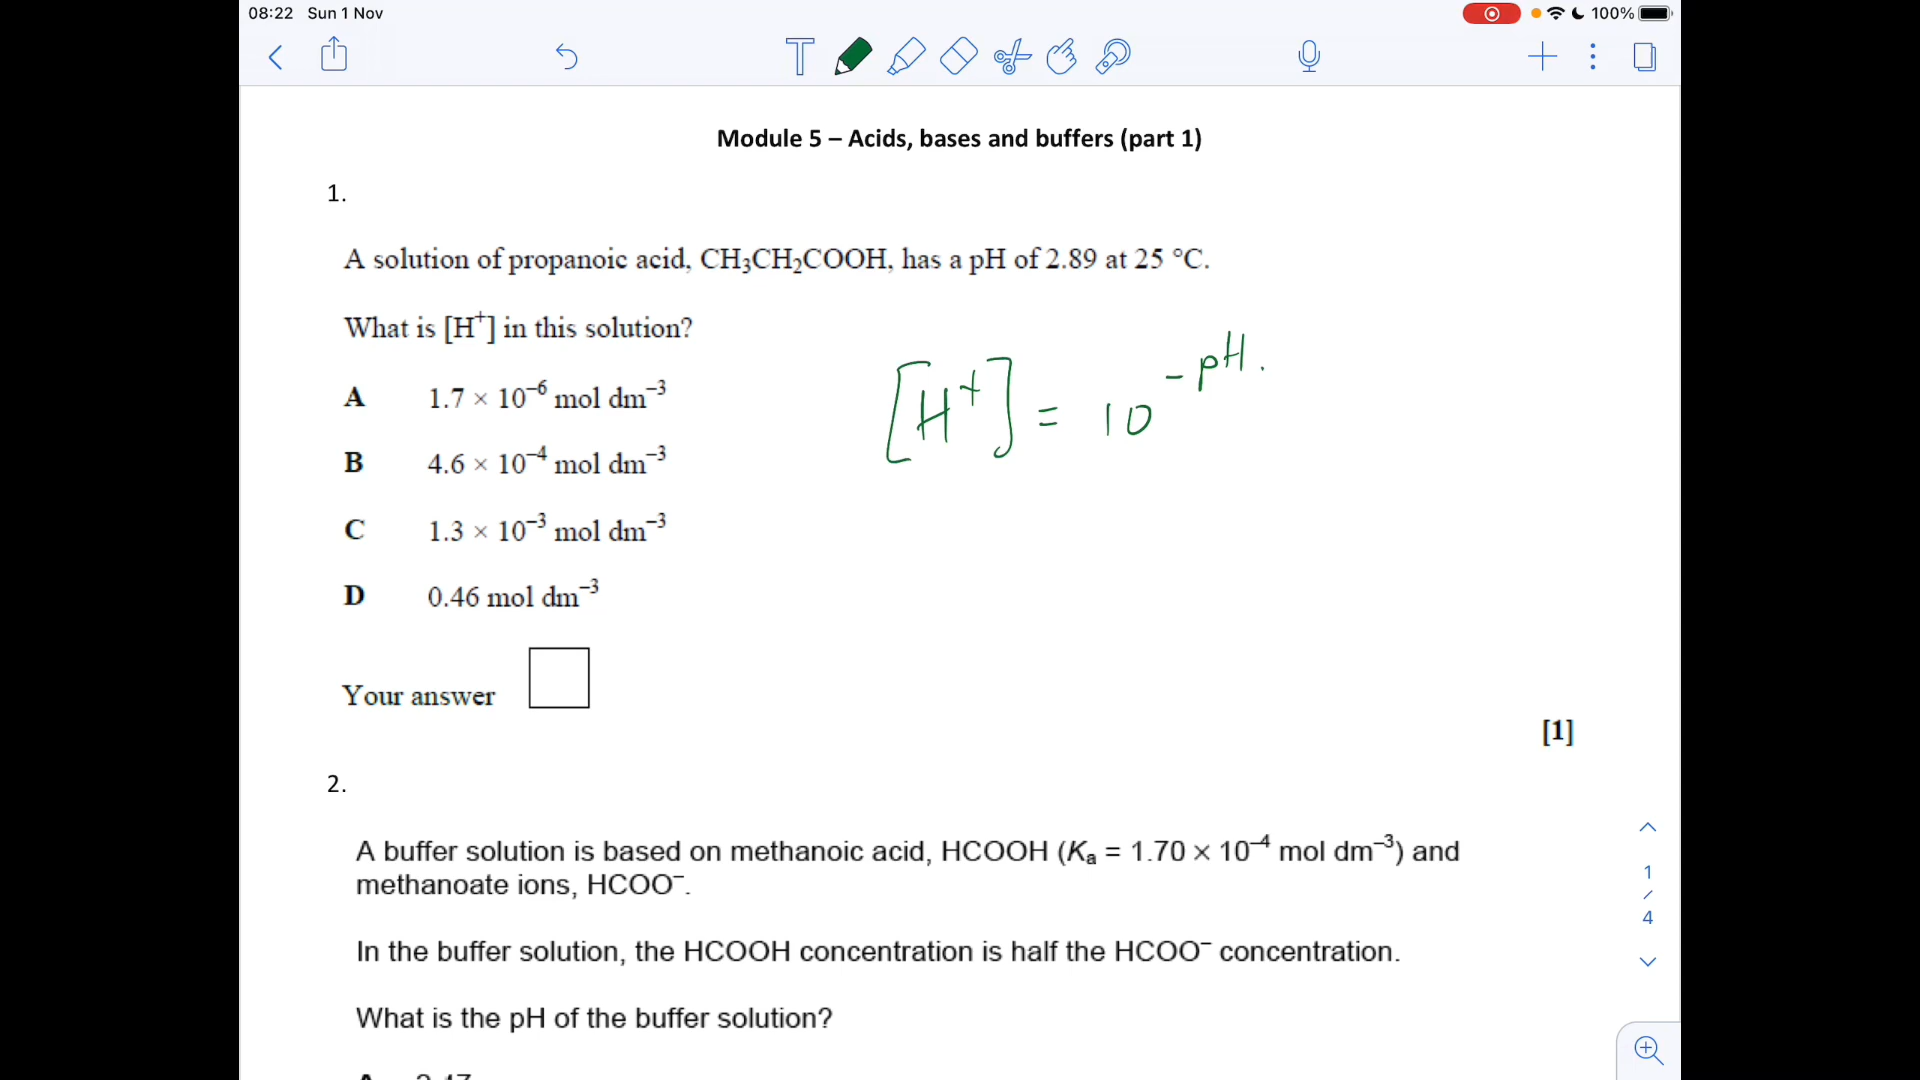 08:22 Sun 1 Nov
100%
Module 5 – Acids, bases and buffers (part 1)
1.
A solution of propanoic acid, CH₃CH₂COOH, has a pH of 2.89 at 25 °C.
What is [H⁺] in this solution?
[H⁺] = 10⁻ᵖᴴ.
A 1.7 × 10⁻⁶ mol dm⁻³
B 4.6 × 10⁻⁴ mol dm⁻³
C 1.3 × 10⁻³ mol dm⁻³
D 0.46 mol dm⁻³
Your answer
[1]
2.
A buffer solution is based on methanoic acid, HCOOH (Kₐ = 1.70 × 10⁻⁴ mol dm⁻³) and
methanoate ions, HCOO⁻.
In the buffer solution, the HCOOH concentration is half the HCOO⁻ concentration.
What is the pH of the buffer solution?
1
/
4